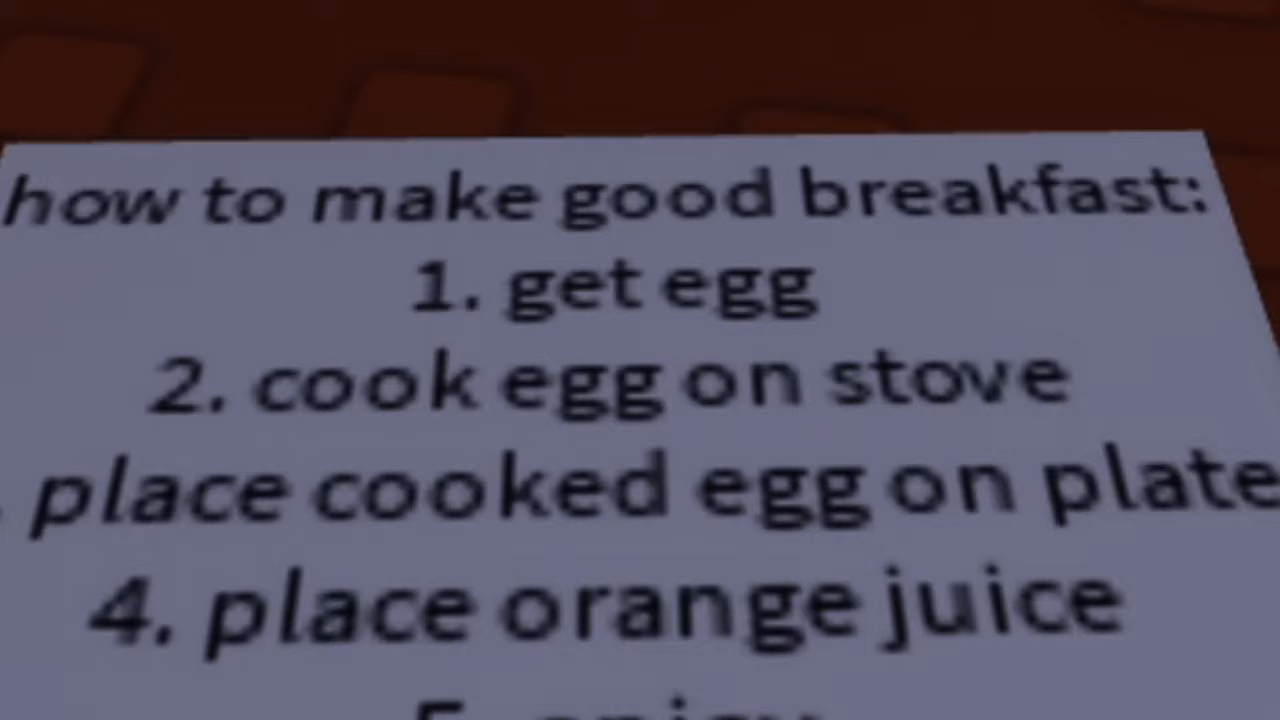 how to make good breakfast:
1. get egg
2. cook egg on stove
. place cooked egg on plate
4. place orange juice
5.